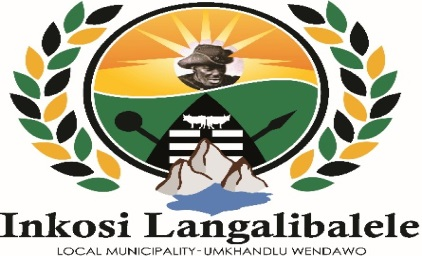 Inkosi Langalibalele
LOCAL MUNICIPALITY-UMKHANDLU WENDAWO